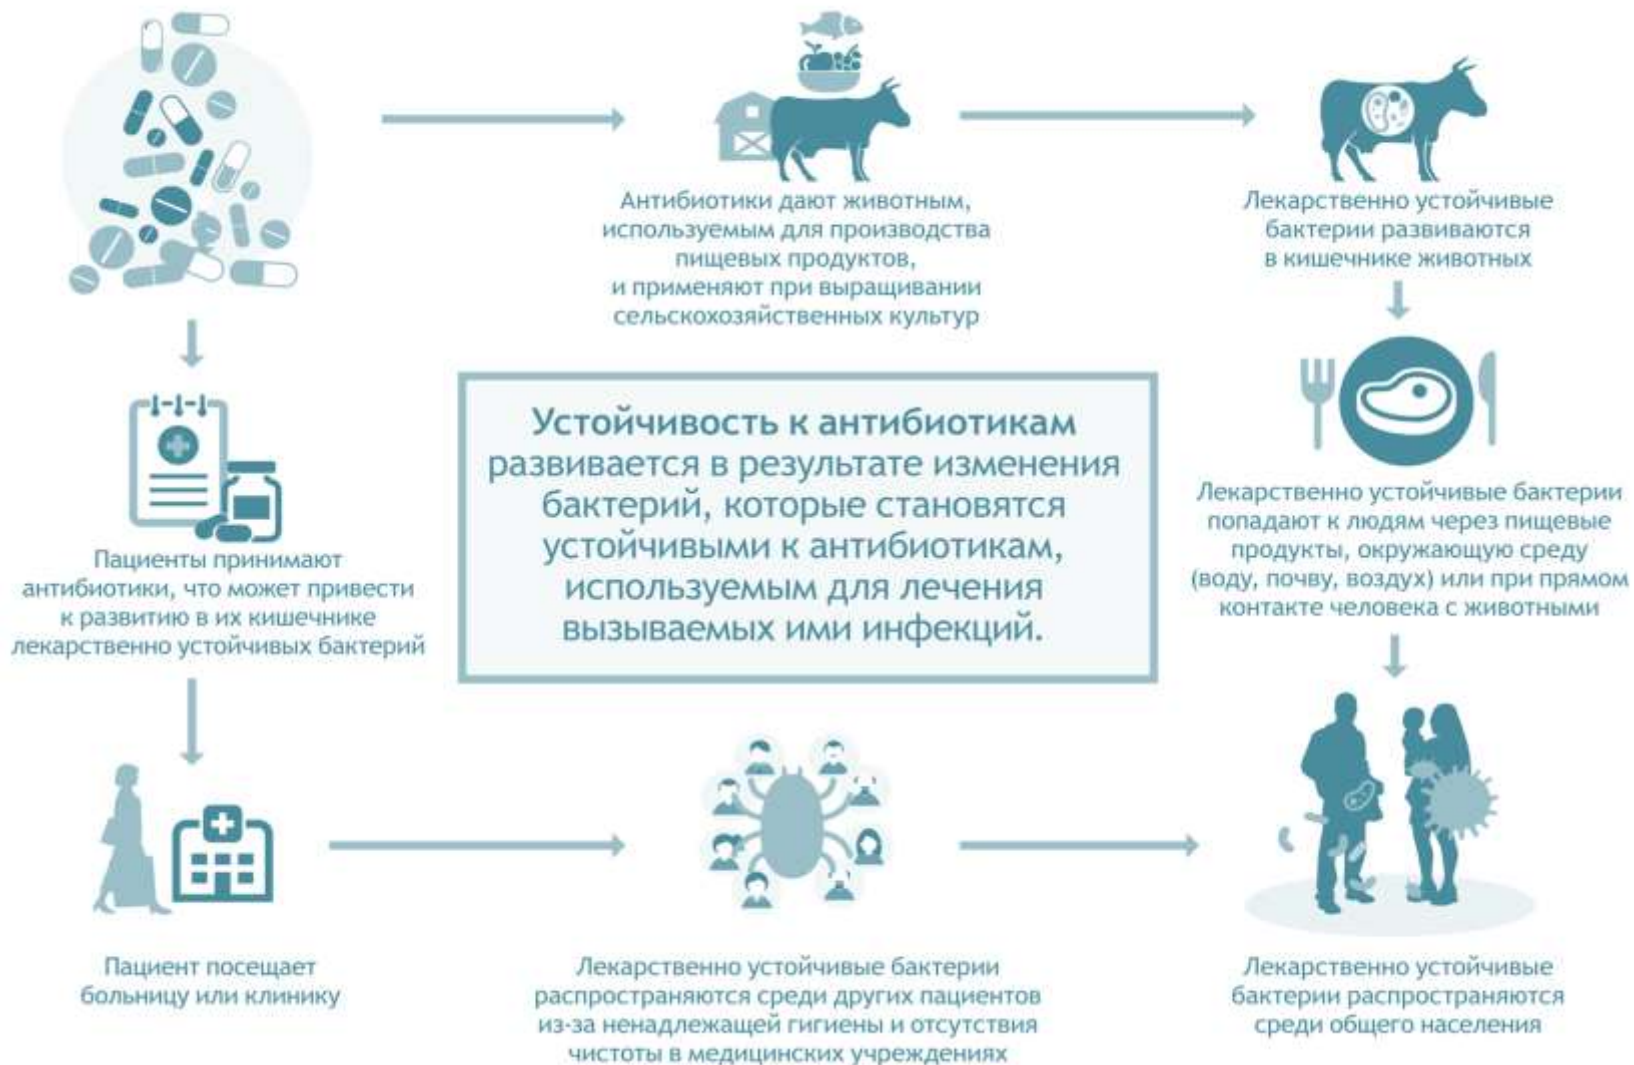 Антибиотики дают животным,
используемым для производства
пищевых продуктов,
и применяют при выращивании
сельскохозяйственных культур
Лекарственно устойчивые
бактерии развиваются
в кишечнике животных
Устойчивость к антибиотикам
развивается в результате изменения
бактерий, которые становятся
устойчивыми к антибиотикам,
используемым для лечения
вызываемых ими инфекций.
Лекарственно устойчивые бактерии
попадают к людям через пищевые
продукты, окружающую среду
(воду, почву, воздух) или при прямом
контакте человека с животными
Пациенты принимают
антибиотики, что может привести
к развитию в их кишечнике
лекарственно устойчивых бактерий
Пациент посещает
больницу или клинику
Лекарственно устойчивые бактерии
распространяются среди других пациентов
из-за ненадлежащей гигиены и отсутствия
чистоты в медицинских учреждениях
Лекарственно устойчивые
бактерии распространяются
среди общего населения